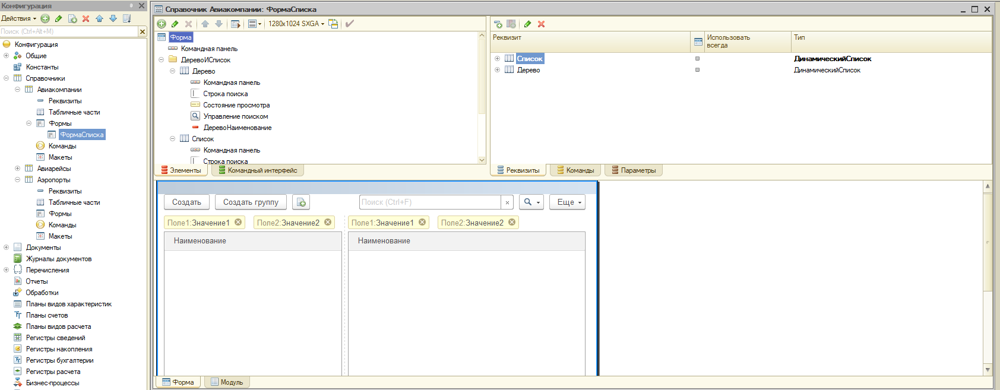 Конфигурация
Действия
Поиск (Ctrl+Alt+M)
Конфигурация
Общие
Константы
Справочники
Авиакомпании
Реквизиты
Табличные части
Формы
ФормаСписка
Команды
Макеты
Авиарейсы
Аэропорты
Реквизиты
Табличные части
Формы
Команды
Макеты
Документы
Журналы документов
Перечисления
Отчеты
Обработки
Планы видов характеристик
Планы счетов
Планы видов расчета
Регистры сведений
Регистры накопления
Регистры бухгалтерии
Регистры расчета
Бизнес-процессы
Справочник Авиакомпании: ФормаСписка
1280x1024 SXGA
Форма
Командная панель
ДеревоИСписок
Дерево
Командная панель
Строка поиска
Состояние просмотра
Управление поиском
ДеревоНаименование
Список
Командная панель
Строка поиска
Элементы Командный интерфейс
Реквизит Использовать всегда Тип
Список ДинамическийСписок
Дерево ДинамическийСписок
Реквизиты Команды Параметры
Создать Создать группу Поиск (Ctrl+F) Еще
Поле1:Значение1 Поле2:Значение2 Поле1:Значение1 Поле2:Значение2
Наименование Наименование
Форма Модуль